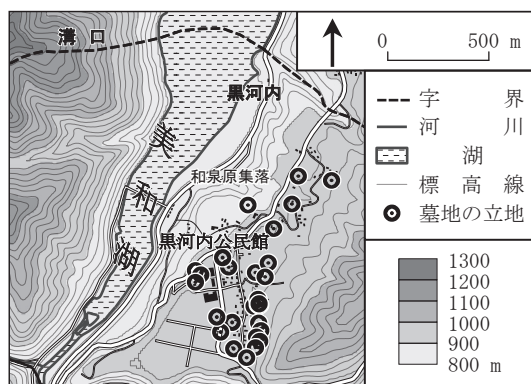 溝口
黒河内
美和湖
和泉原集落
黒河内公民館
0 500 m
字界
河川
湖
標高線
墓地の立地
1300
1200
1100
1000
900
800 m